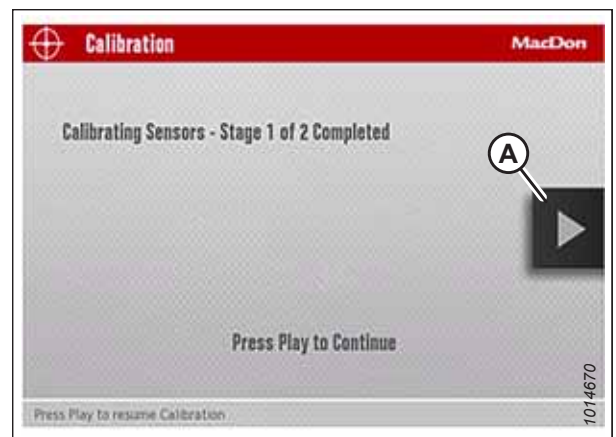 Calibration
MacDon
Calibrating Sensors - Stage 1 of 2 Completed
A
Press Play to Continue
Press Play to resume Calibration
1014670